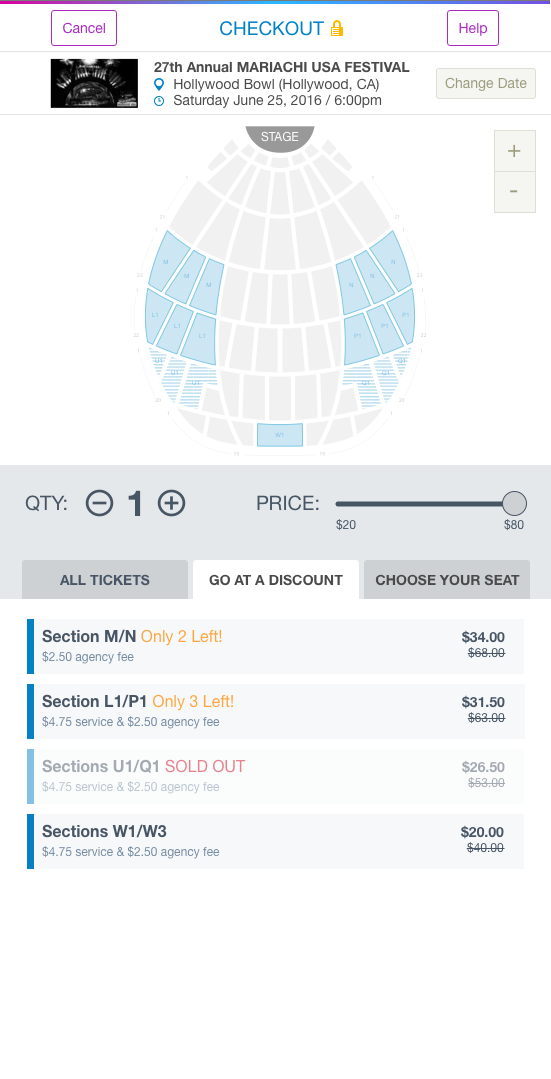 Cancel
CHECKOUT
Help
27th Annual MARIACHI USA FESTIVAL
Hollywood Bowl (Hollywood, CA)
Saturday June 25, 2016 / 6:00pm
Change Date
STAGE
+
-
M
M
M
N
N
N
L1
L1
L1
P1
P1
P1
U1
U1
U1
Q1
Q1
Q1
W1
QTY:
1
PRICE:
$20
$80
ALL TICKETS
GO AT A DISCOUNT
CHOOSE YOUR SEAT
Section M/N Only 2 Left!
$34.00
$2.50 agency fee
$68.00
Section L1/P1 Only 3 Left!
$31.50
$4.75 service & $2.50 agency fee
$63.00
Sections U1/Q1 SOLD OUT
$26.50
$4.75 service & $2.50 agency fee
$53.00
Sections W1/W3
$20.00
$4.75 service & $2.50 agency fee
$40.00